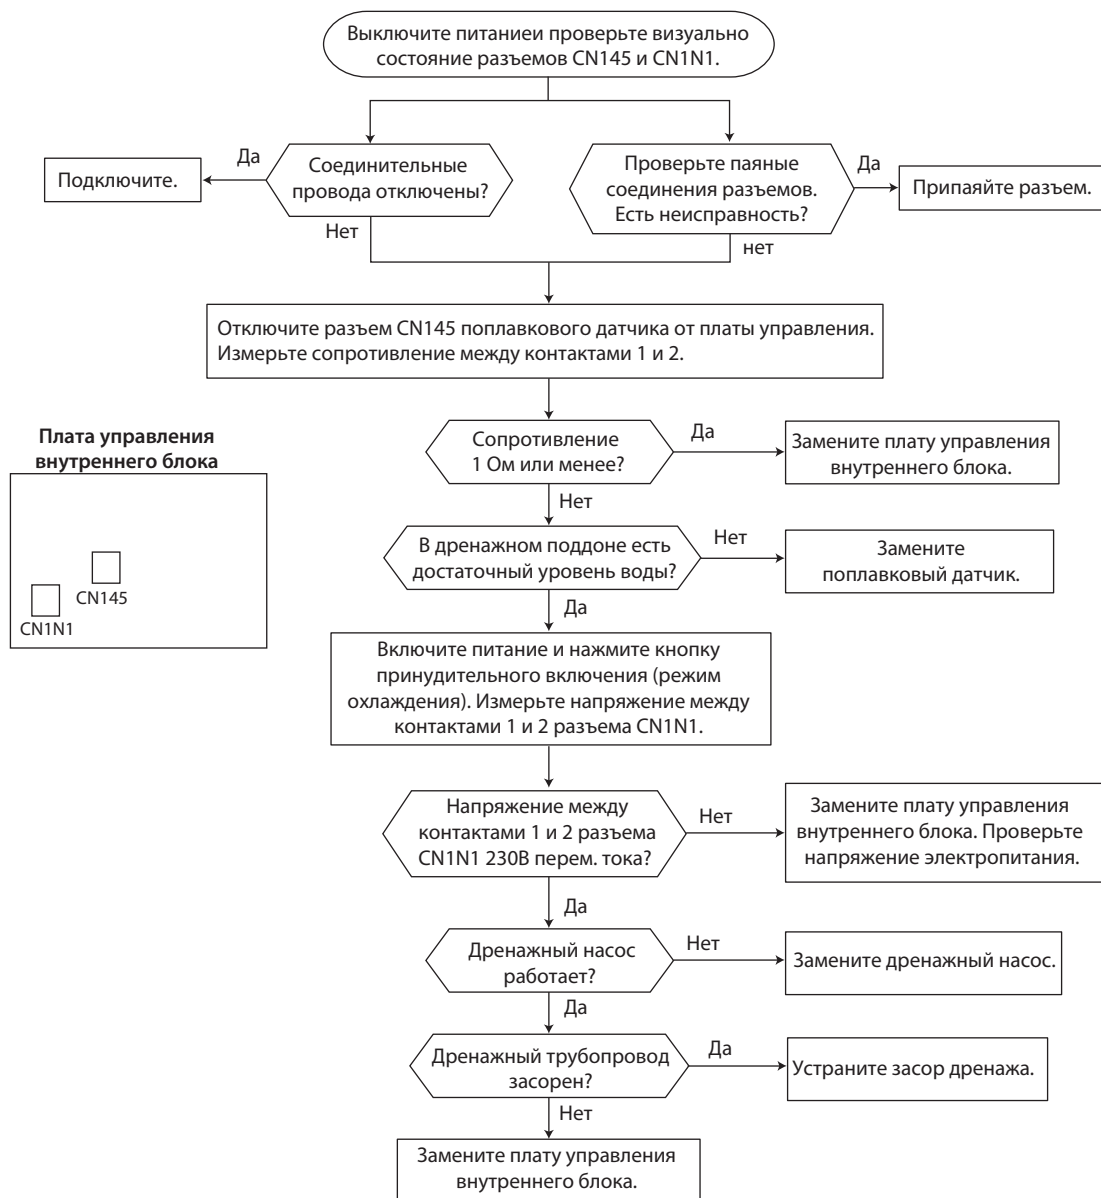 Выключите питаниеи проверьте визуально
состояние разъемов CN145 и CN1N1.
Да
Подключите.
Соединительные
провода отключены?
Нет
Проверьте паяные
соединения разъемов.
Есть неисправность?
Да
Припаяйте разъем.
нет
Отключите разъем CN145 поплавкового датчика от платы управления.
Измерьте сопротивление между контактами 1 и 2.
Плата управления
внутреннего блока
CN145
CN1N1
Сопротивление
1 Ом или менее?
Да
Замените плату управления
внутреннего блока.
Нет
В дренажном поддоне есть
достаточный уровень воды?
Нет
Замените
поплавковый датчик.
Да
Включите питание и нажмите кнопку
принудительного включения (режим
охлаждения). Измерьте напряжение между
контактами 1 и 2 разъема CN1N1.
Напряжение между
контактами 1 и 2 разъема
CN1N1 230В перем. тока?
Нет
Замените плату управления
внутреннего блока. Проверьте
напряжение электропитания.
Да
Дренажный насос
работает?
Нет
Замените дренажный насос.
Да
Дренажный трубопровод
засорен?
Да
Устраните засор дренажа.
Нет
Замените плату управления
внутреннего блока.